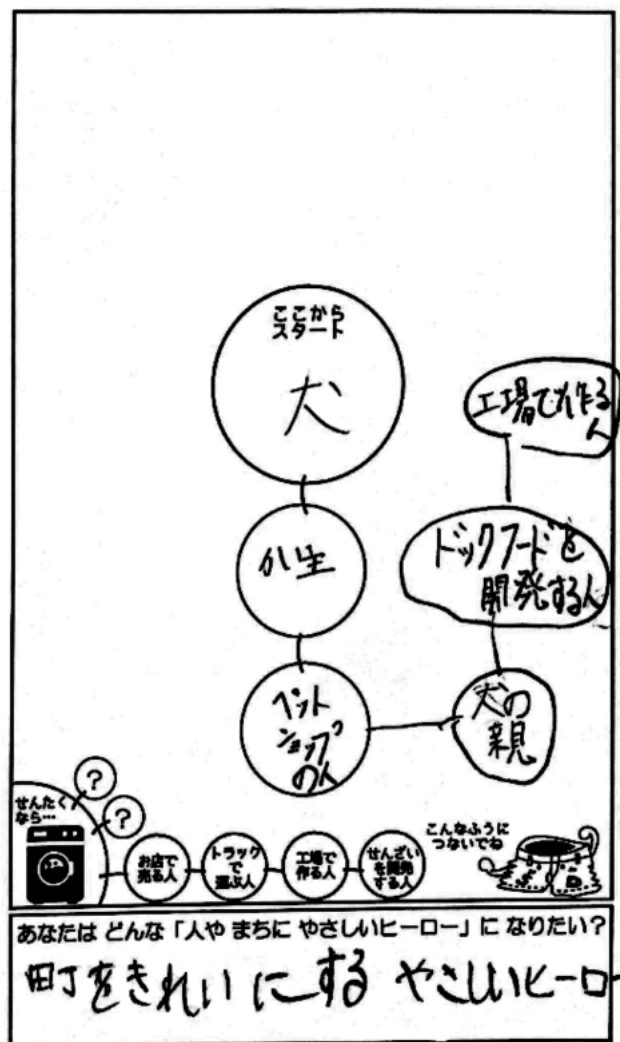 ここから
スタート
犬
ペット
ショップ
の人
犬の
親
ドックフードを
開発する人
工場で作る
人
せんたく
なら…
?
?
お店で
売る人
トラック
で
運ぶ人
工場で
作る人
せんざい
を開発
する人
こんなふうに
つないでね
あなたは どんな「人や まちに やさしいヒーロー」に なりたい?
町をきれいにする やさしいヒーロー